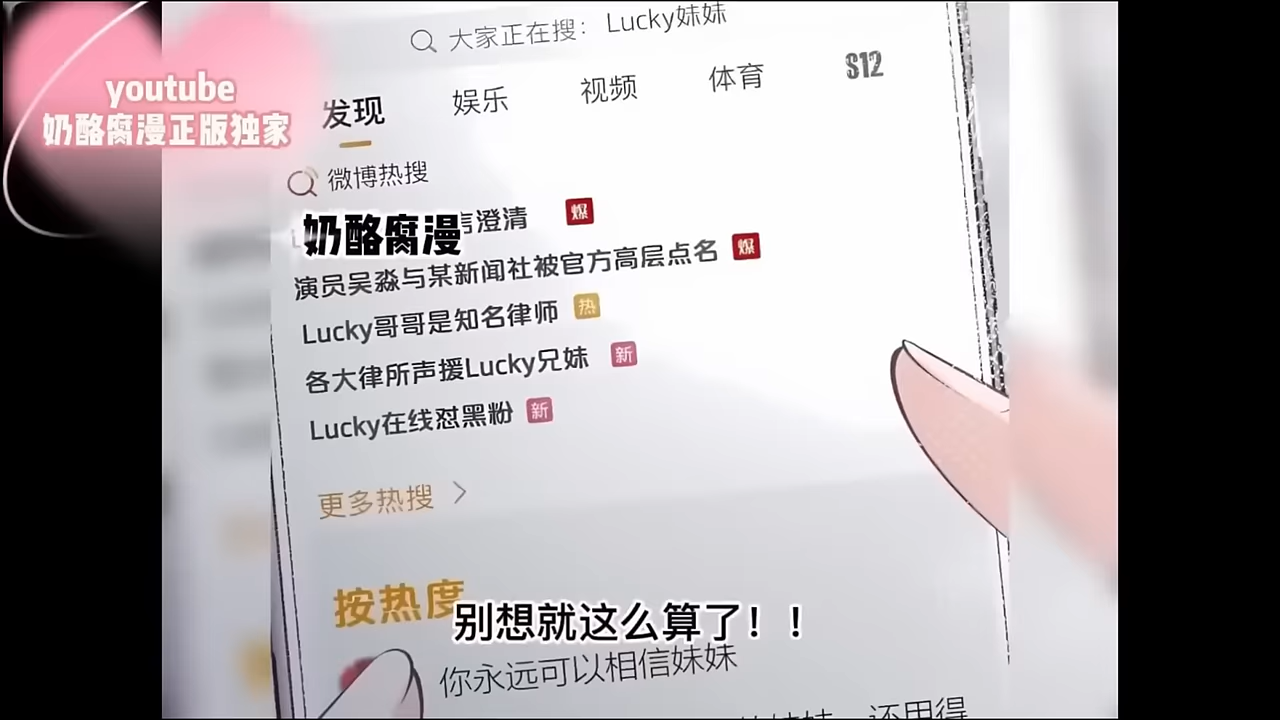 youtube
奶酪腐漫正版独家
大家正在搜：Lucky妹妹
发现 娱乐 视频 体育 S12
微博热搜
奶酪腐漫
言澄清 爆
演员吴淼与某新闻社被官方高层点名 爆
Lucky哥哥是知名律师 热
各大律所声援Lucky兄妹 新
Lucky在线怼黑粉 新
更多热搜
按热度
别想就这么算了！！
你永远可以相信妹妹
还用得